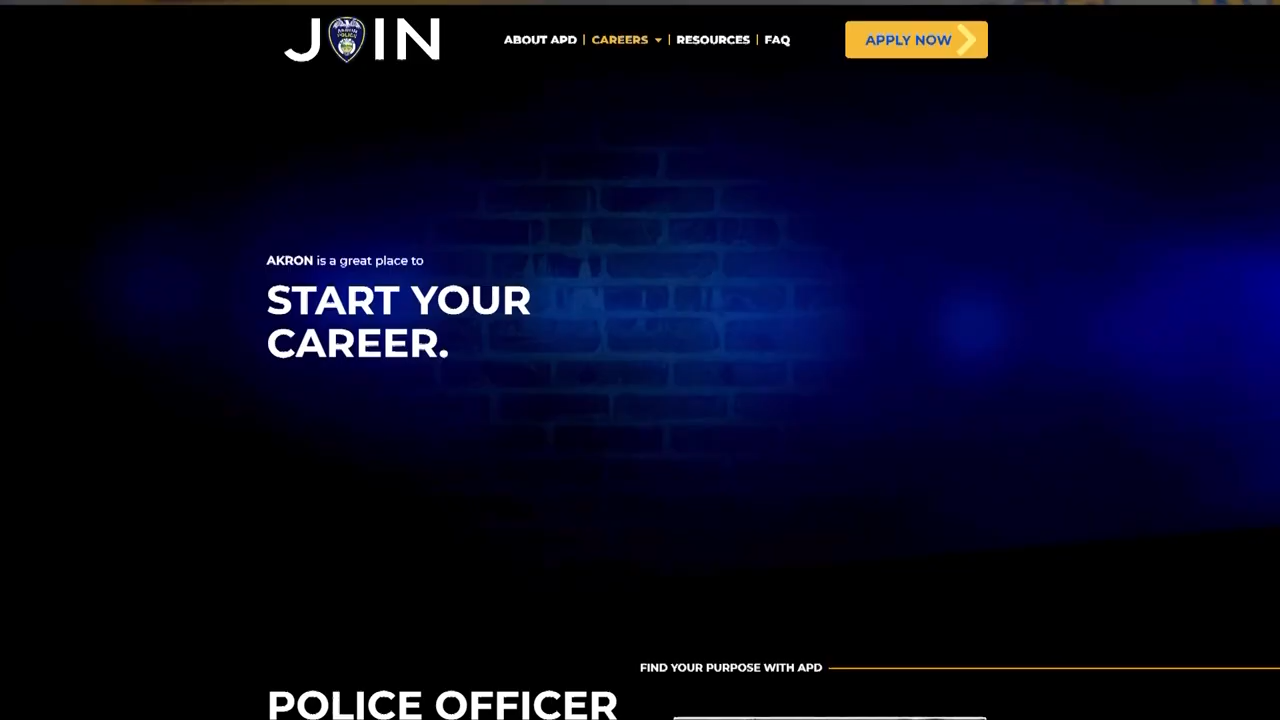 JOIN
ABOUT APD | CAREERS | RESOURCES | FAQ
APPLY NOW
AKRON is a great place to
START YOUR
CAREER.
FIND YOUR PURPOSE WITH APD
POLICE OFFICER